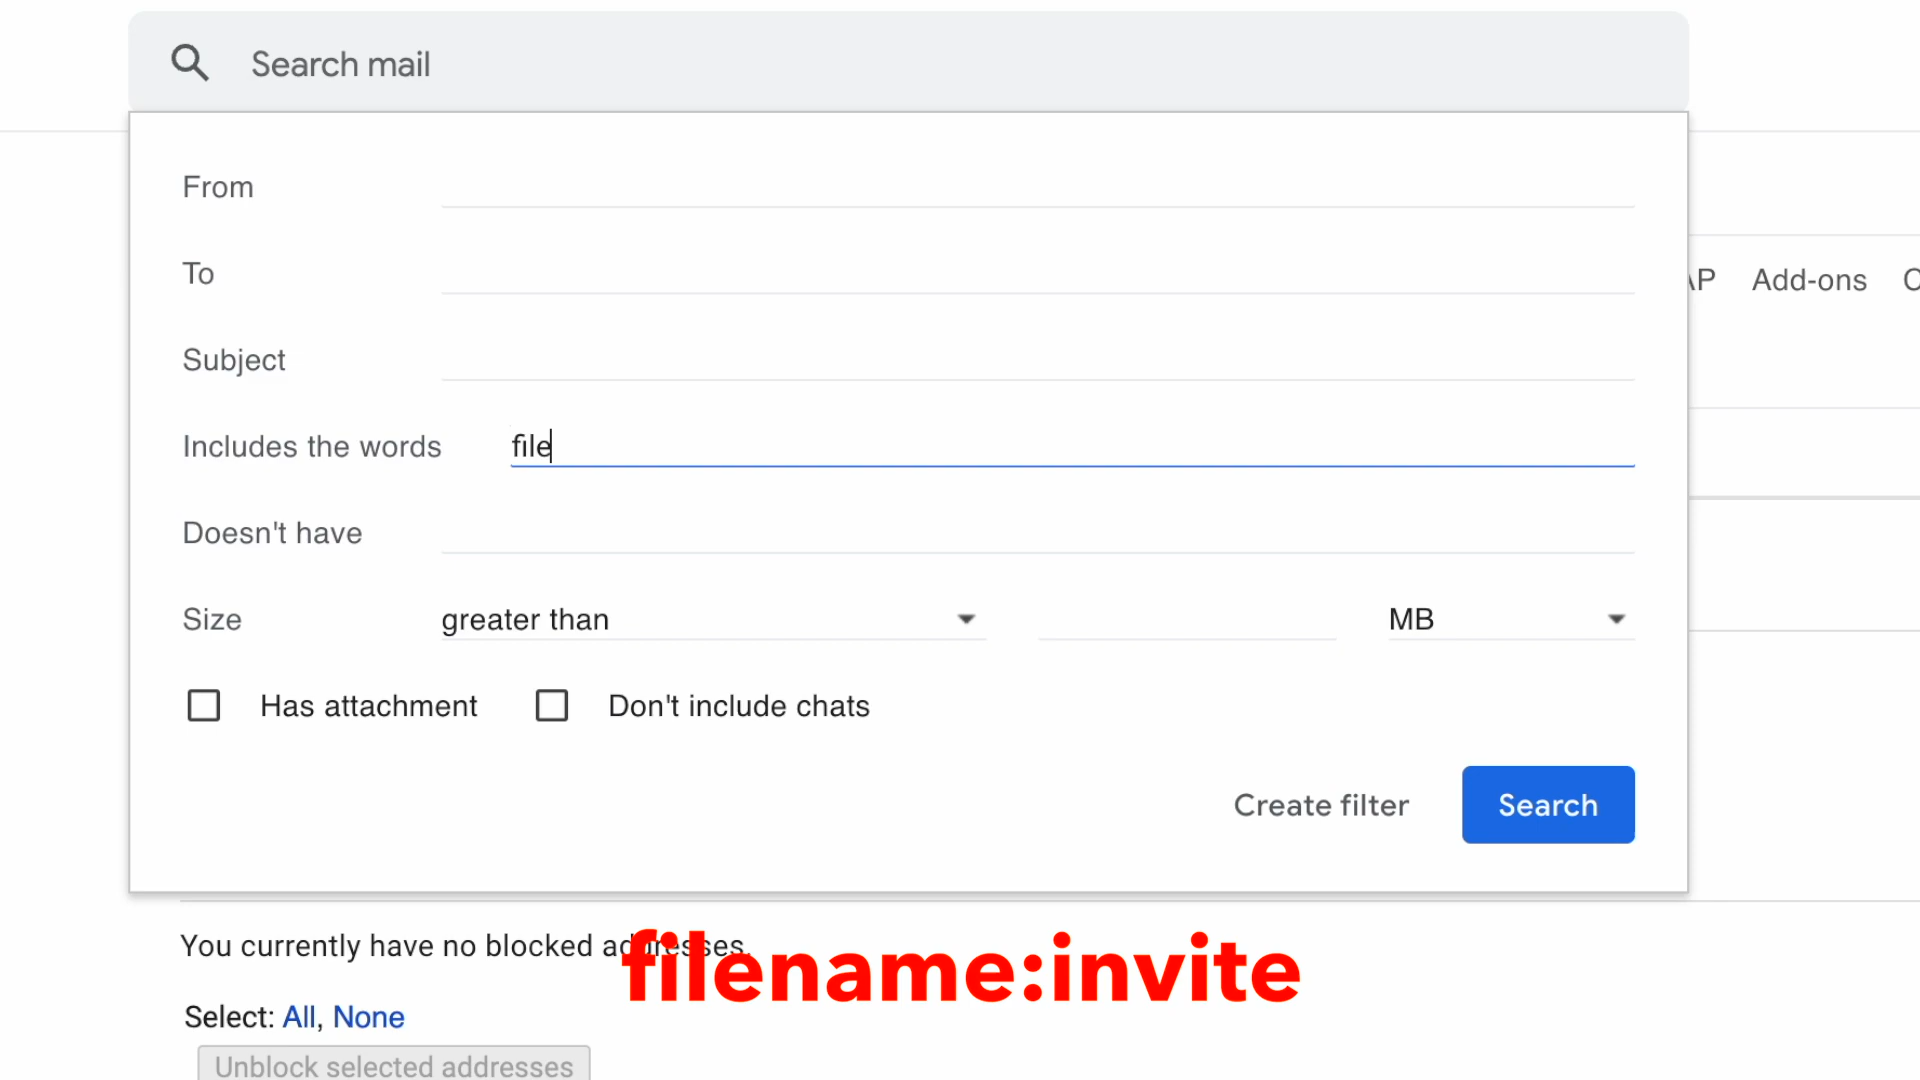 Search mail
From
To
AP Add-ons
Subject
Includes the words file
Doesn't have
Size greater than MB
Has attachment Don't include chats
Create filter Search
You currently have no blocked addresses.
filename:invite
Select: All, None
Unblock selected addresses